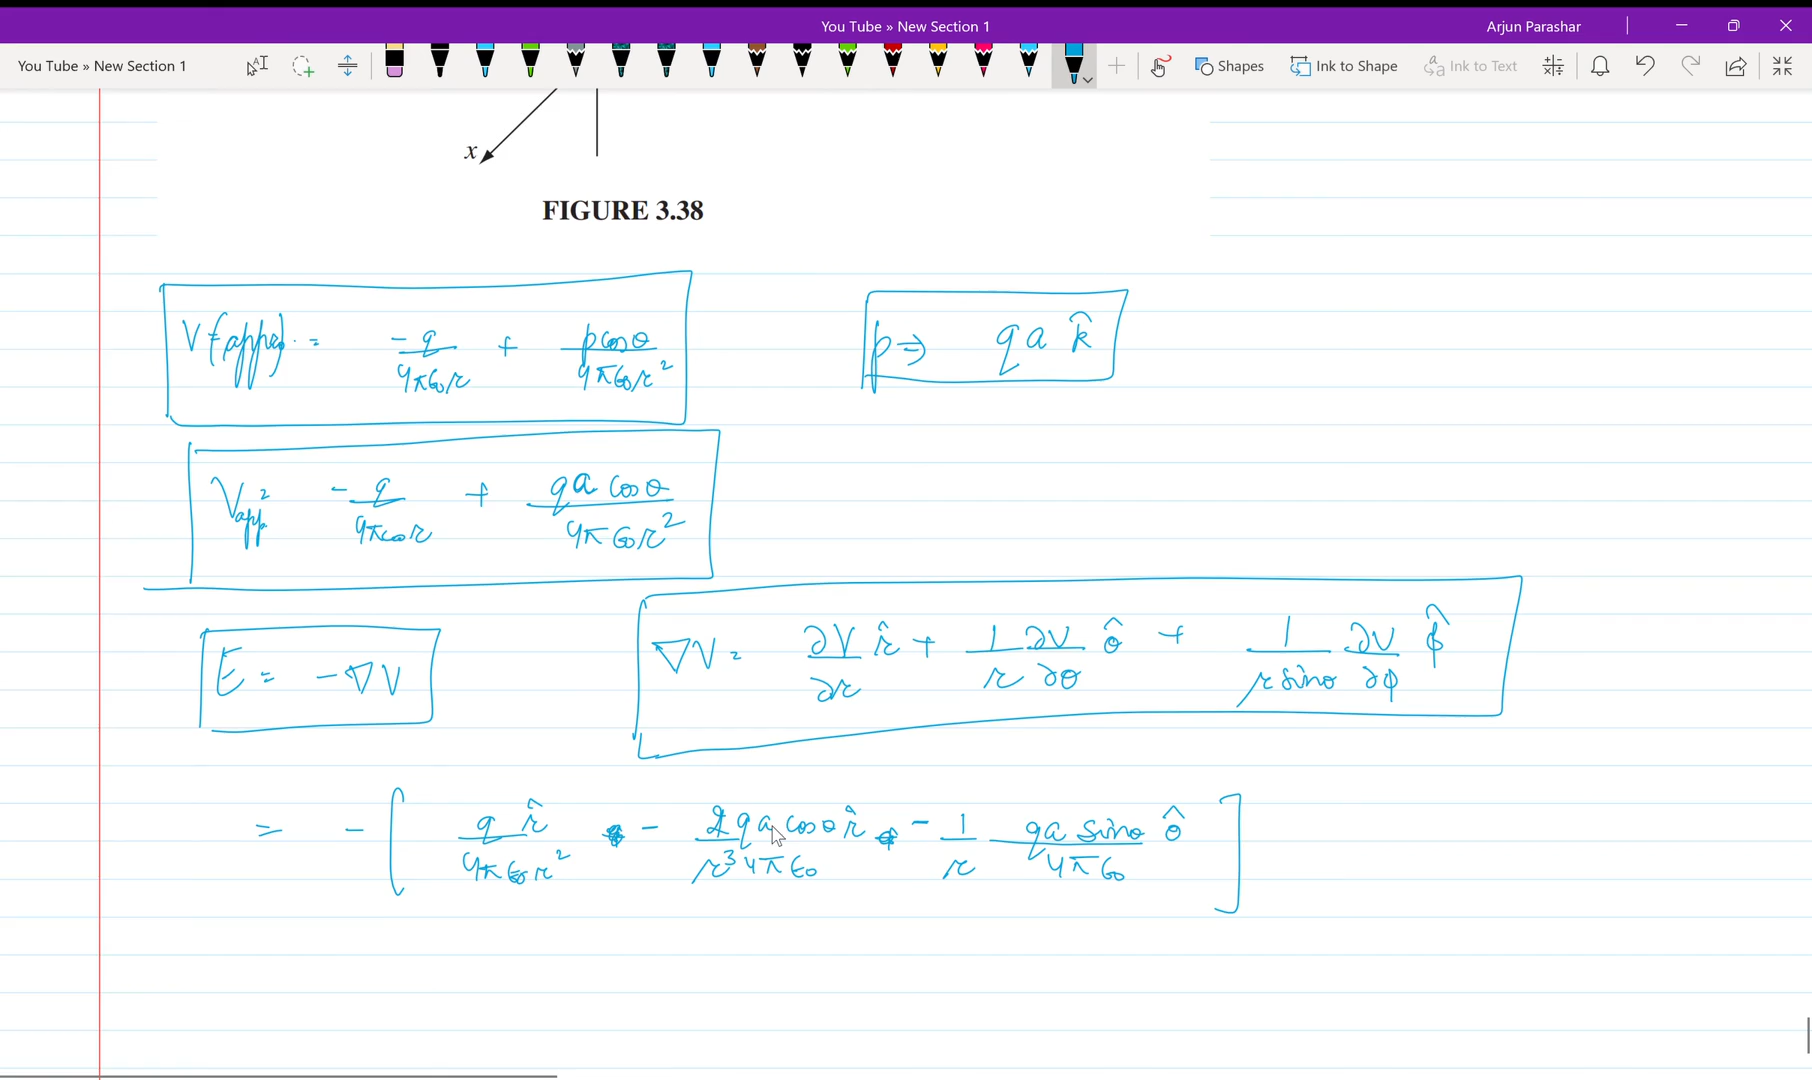 You Tube » New Section 1
Arjun Parashar
You Tube » New Section 1
Shapes
Ink to Shape
Ink to Text
x
FIGURE 3.38
V(appro). = -q/4πε₀r + pcosθ/4πε₀r²
p ⇒ qa k̂
V_app = -q/4πε₀r + qa cosθ/4πε₀r²
E = -∇V
∇V = ∂V/∂r r̂ + 1/r ∂V/∂θ θ̂ + 1/r sinθ ∂V/∂φ φ̂
= - [ q r̂/4πε₀r² - 2qa cosθ r̂/r³4πε₀ - 1/r qa sinθ/4πε₀ θ̂ ]